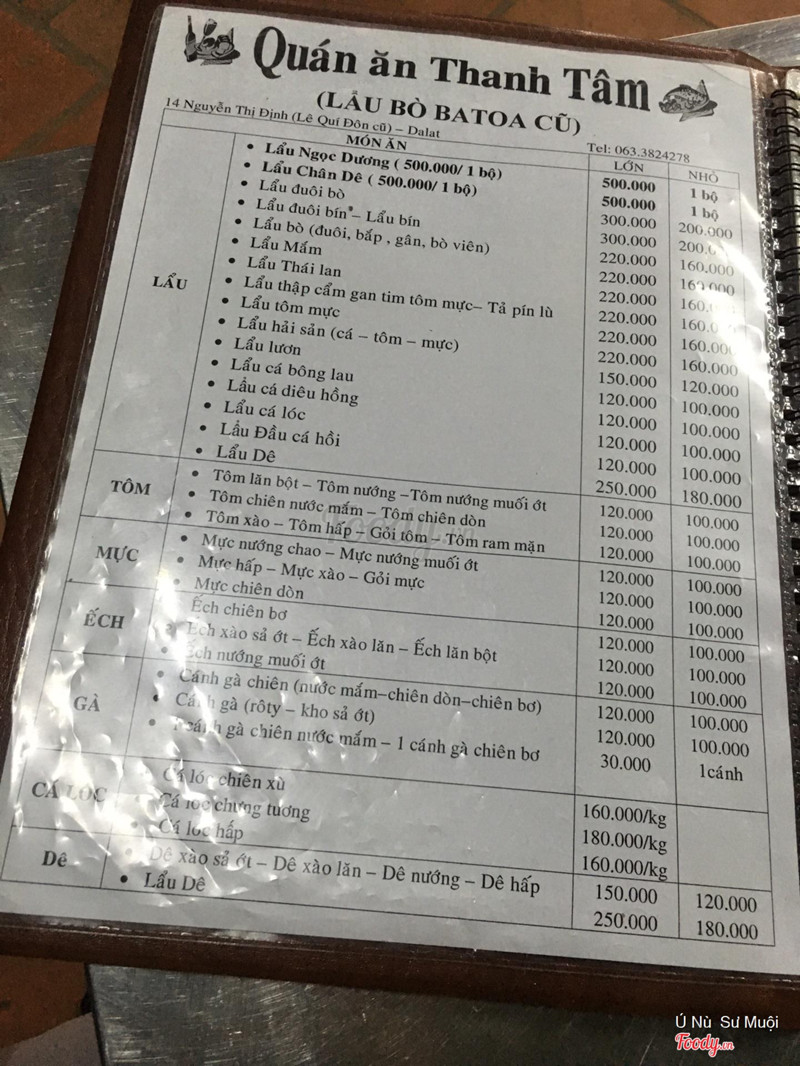 Quán ăn Thanh Tâm
(LẨU BÒ BATOA CŨ)
14 Nguyễn Thị Định (Lê Quí Đôn cũ) – Dalat Tel: 063.3824278
MÓN ĂN LỚN NHỎ
LẨU
• Lẩu Ngọc Dương ( 500.000/ 1 bộ) 500.000 1 bộ
• Lẩu Chân Dê ( 500.000/ 1 bộ) 500.000 1 bộ
• Lẩu đuôi bò 300.000 200.000
• Lẩu đuôi bín – Lẩu bín 300.000 200.000
• Lẩu bò (đuôi, bắp , gân, bò viên) 220.000 160.000
• Lẩu Mắm 220.000 160.000
• Lẩu Thái lan 220.000 160.000
• Lẩu thập cẩm gan tim tôm mực– Tả pín lù 220.000 160.000
• Lẩu tôm mực 220.000 160.000
• Lẩu hải sản (cá – tôm – mực) 220.000 160.000
• Lẩu lươn 150.000 120.000
• Lẩu cá bông lau 120.000 100.000
• Lẩu cá diêu hồng 120.000 100.000
• Lẩu cá lóc 120.000 100.000
• Lẩu Đầu cá hồi 120.000 100.000
• Lẩu Dê 250.000 180.000
TÔM
• Tôm lăn bột – Tôm nướng –Tôm nướng muối ớt 120.000 100.000
• Tôm chiên nước mắm – Tôm chiên dòn 120.000 100.000
• Tôm xào – Tôm hấp – Gỏi tôm – Tôm ram mặn 120.000 100.000
MỰC
• Mực nướng chao – Mực nướng muối ớt 120.000 100.000
• Mực hấp – Mực xào – Gỏi mực 120.000 100.000
• Mực chiên dòn 120.000 100.000
ẾCH
• Ếch chiên bơ 120.000 100.000
• Ếch xào sả ớt – Ếch xào lăn – Ếch lăn bột 120.000 100.000
• Ếch nướng muối ớt 120.000 100.000
GÀ
• Cánh gà chiên (nước mắm–chiên dòn–chiên bơ) 120.000 100.000
• Cánh gà (rôty – kho sả ớt) 120.000 100.000
• 1 cánh gà chiên nước mắm – 1 cánh gà chiên bơ 30.000 1cánh
CÁ LÓC
Cá lóc chiên xù 160.000/kg
Cá lóc chưng tương 180.000/kg
• Cá lóc hấp 160.000/kg
Dê
• Dê xào sả ớt – Dê xào lăn – Dê nướng – Dê hấp 150.000 120.000
• Lẩu Dê 250.000 180.000
Foody.vn
Ú Nù Sư Muội
Foody.vn